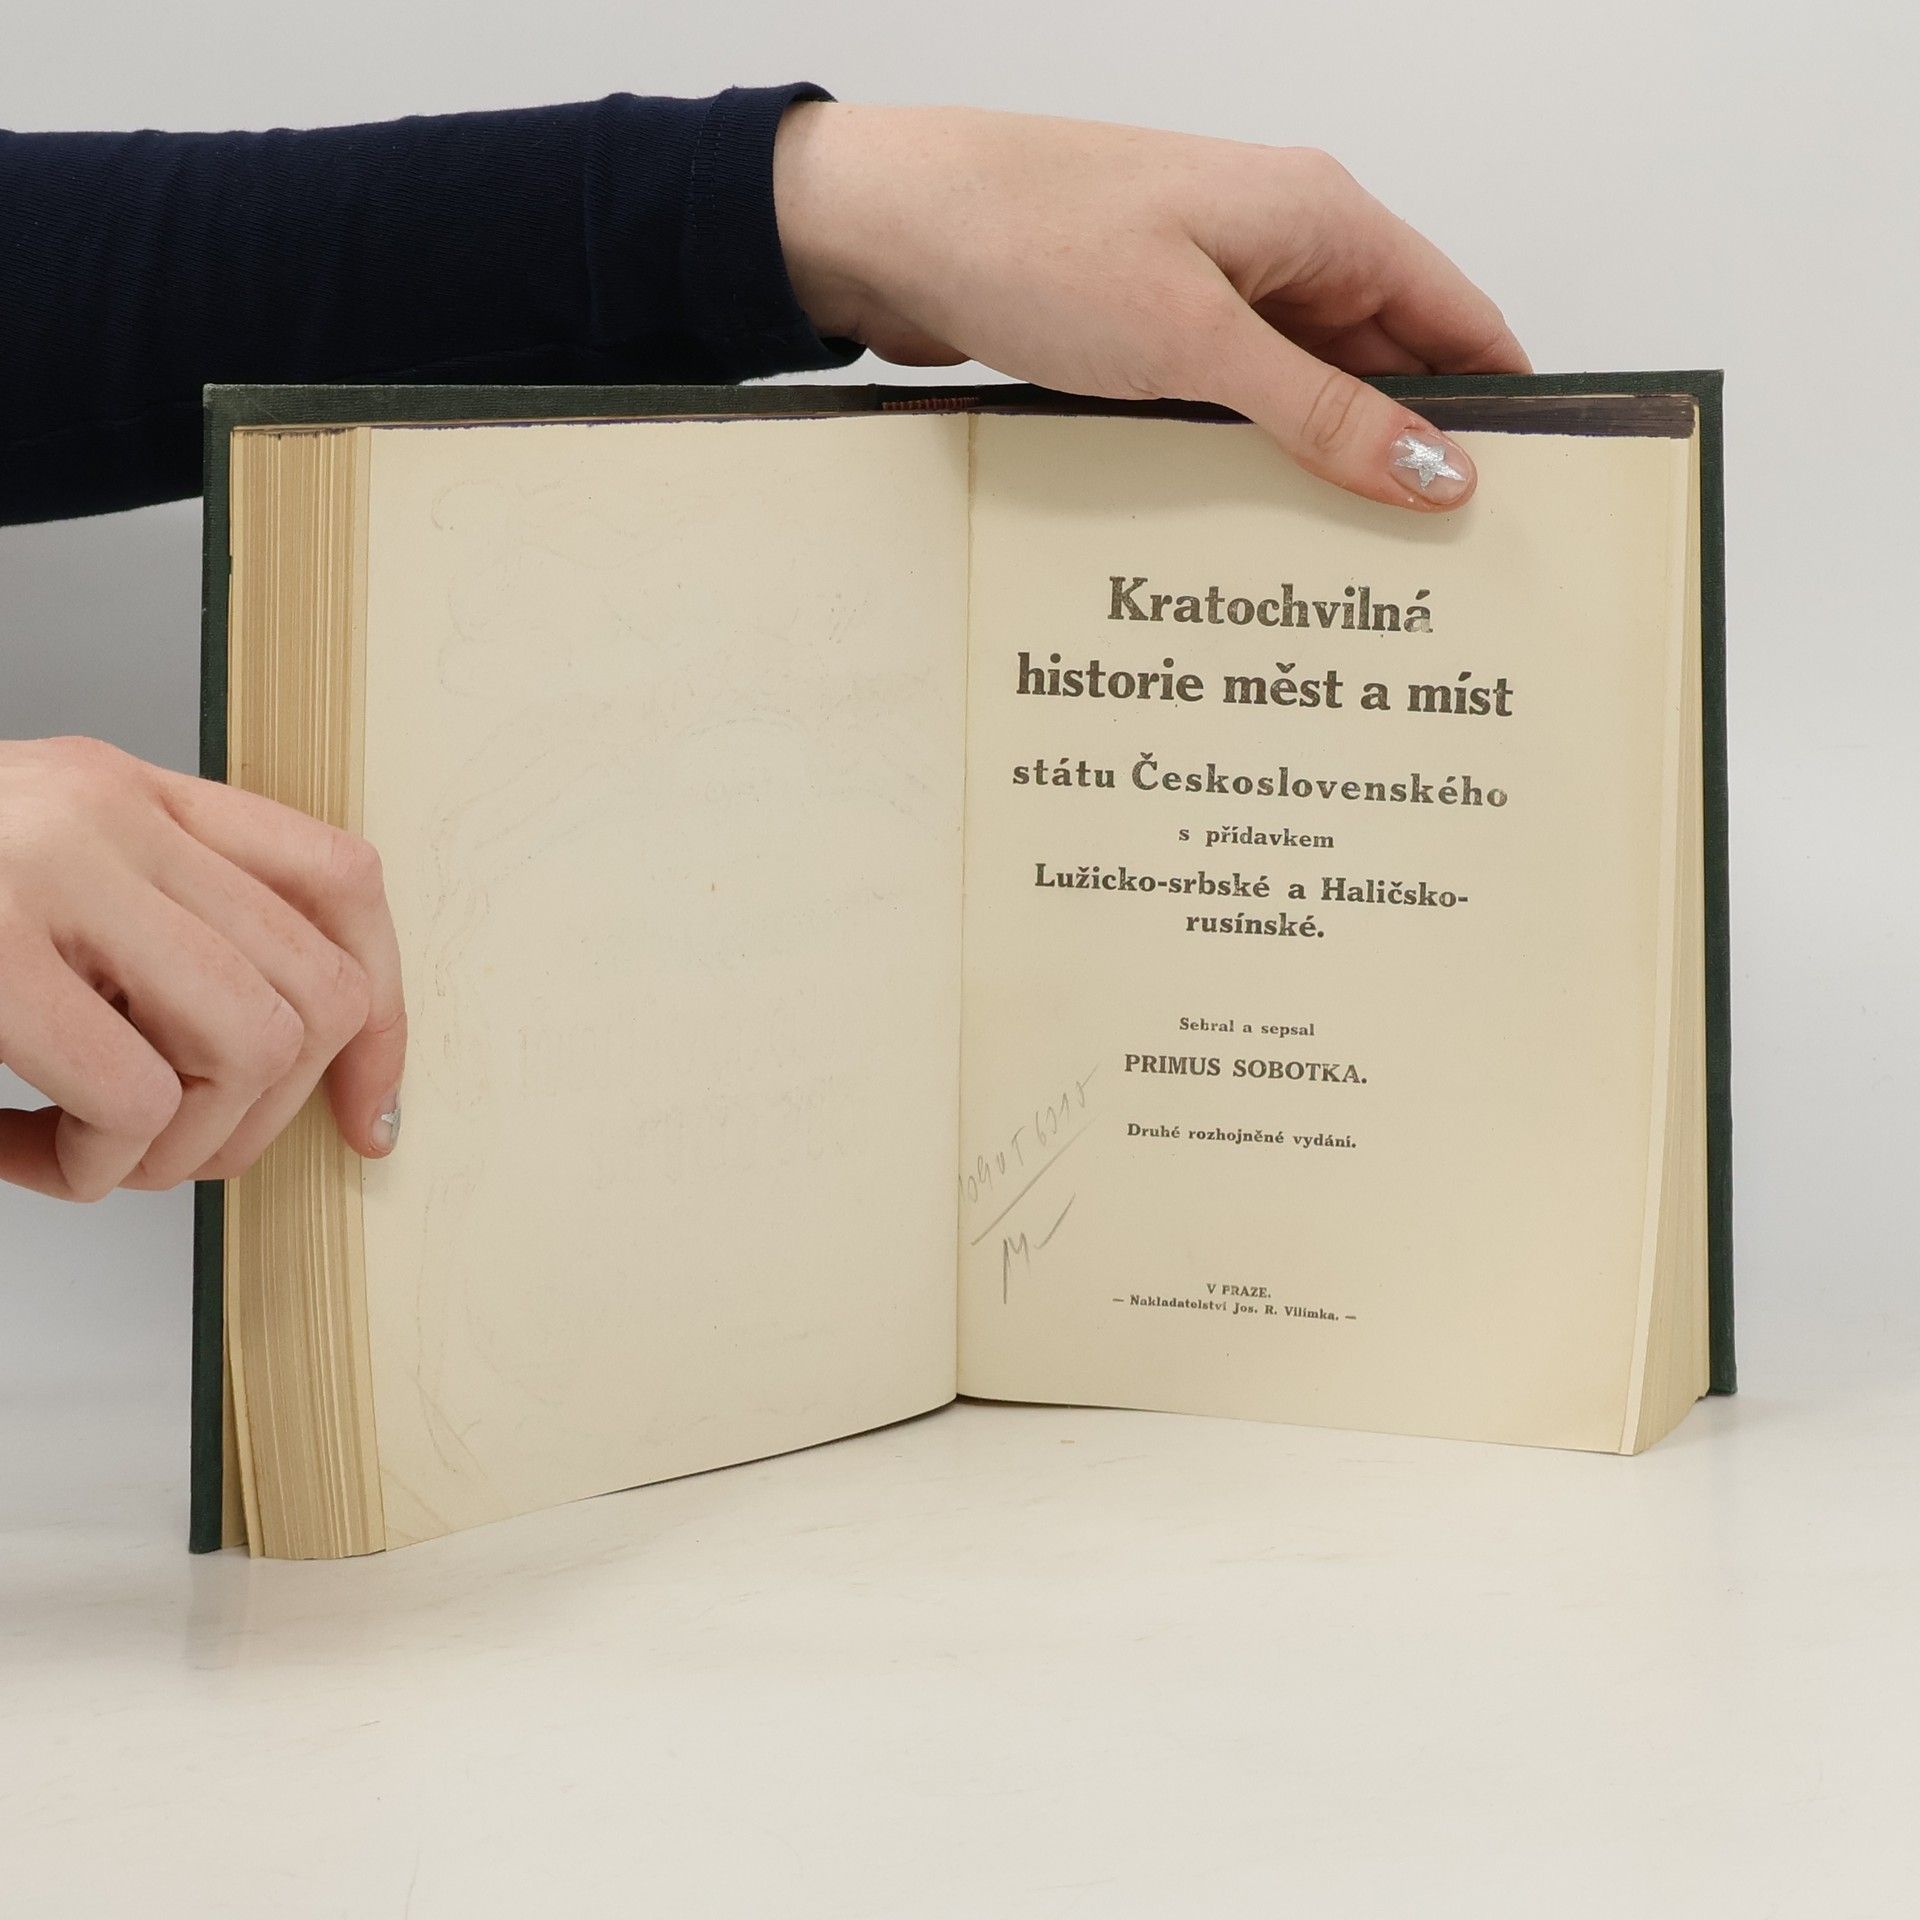 Kratochvilná
historie měst a míst
státu Československého
s přídavkem
Lužicko-srbské a Haličsko-
rusínské.
Sebral a sepsal
PRIMUS SOBOTKA.
Druhé rozhojněné vydání.
V PRAZE.
— Nakladatelství Jos. R. Vilímka. —